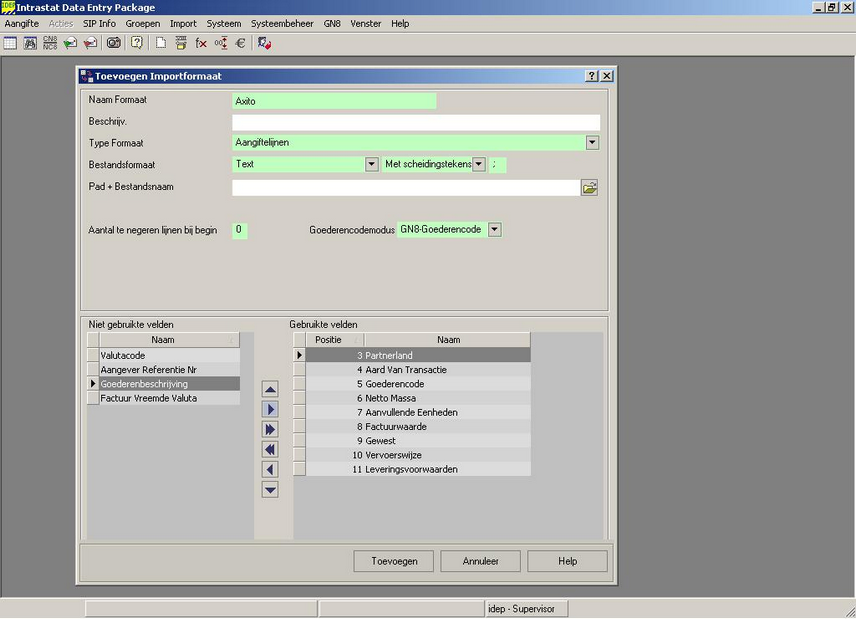 Intrastat Data Entry Package
Aangifte Acties SIP Info Groepen Import Systeem Systeembeheer GN8 Venster Help
Toevoegen Importformaat
Naam Formaat Axito
Beschrijv.
Type Formaat Aangiftelijnen
Bestandsformaat Text Met scheidingstekens ;
Pad + Bestandsnaam
Aantal te negeren lijnen bij begin 0 Goederencodemodus GN8-Goederencode
Niet gebruikte velden
Naam
Valutacode
Aangever Referentie Nr
Goederenbeschrijving
Factuur Vreemde Valuta
Gebruikte velden
Positie Naam
3 Partnerland
4 Aard Van Transactie
5 Goederencode
6 Netto Massa
7 Aanvullende Eenheden
8 Factuurwaarde
9 Gewest
10 Vervoerswijze
11 Leveringsvoorwaarden
Toevoegen Annuleer Help
idep - Supervisor